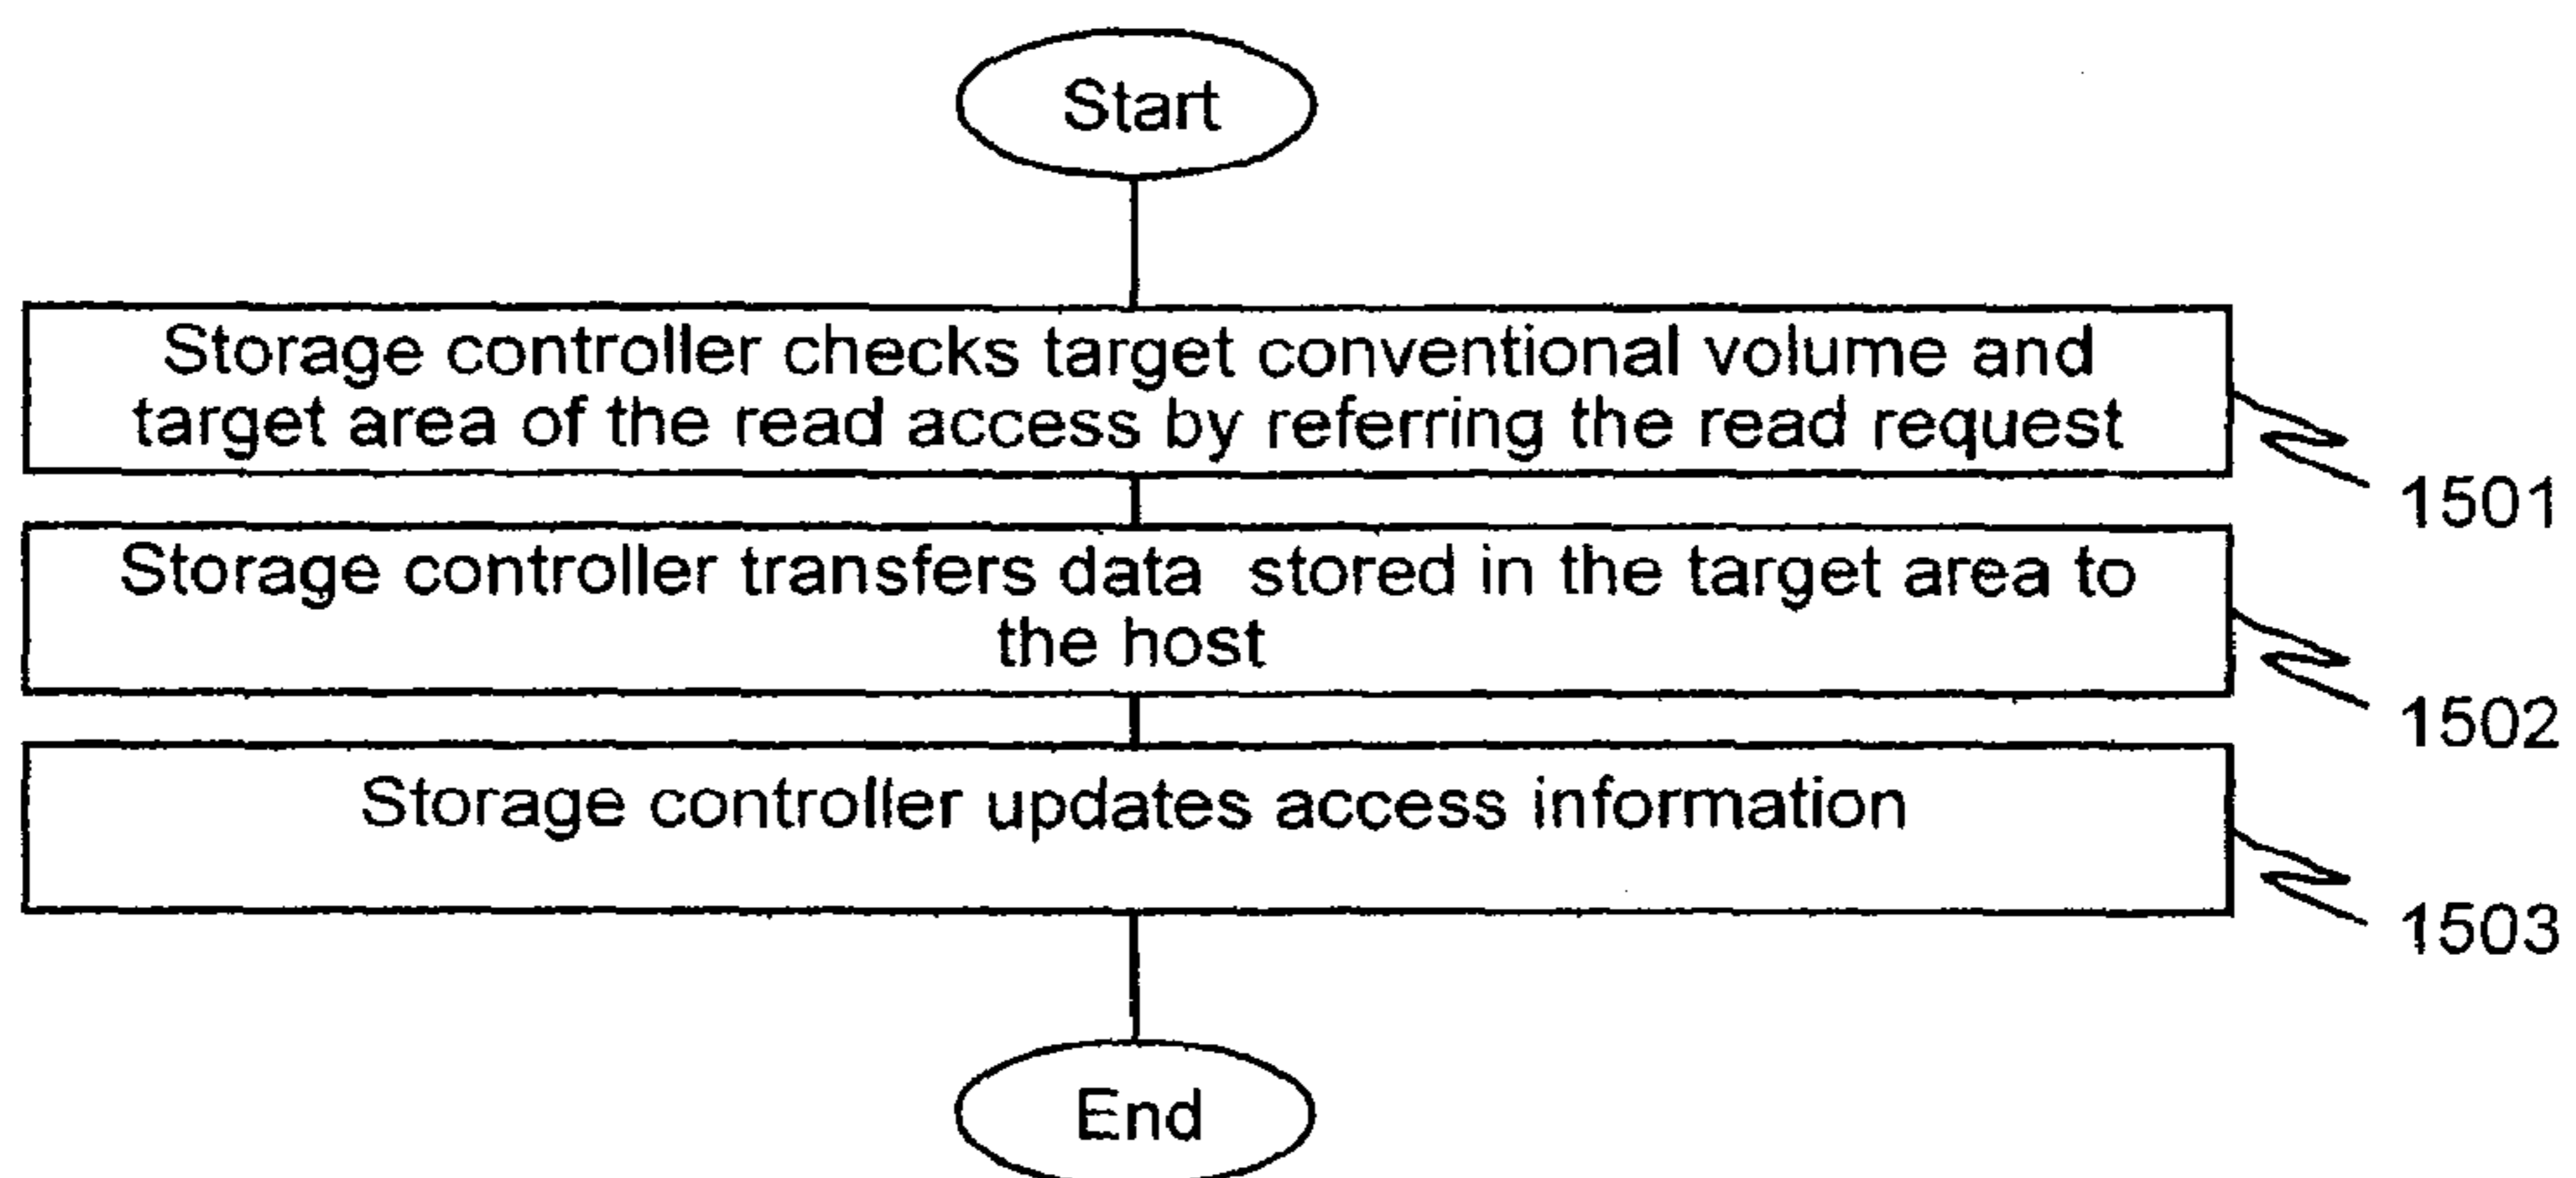 Start
Storage controller checks target conventional volume and
target area of the read access by referring the read request
1501
Storage controller transfers data stored in the target area to
the host
1502
Storage controller updates access information
1503
End